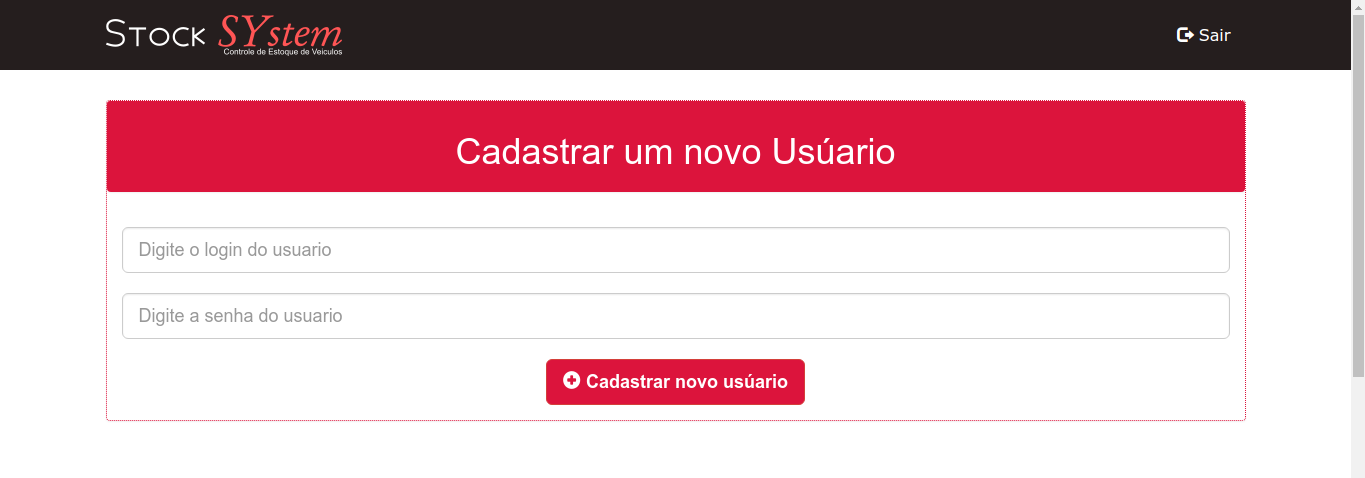 Stock SYstem
Controle de Estoque de Veiculos
Sair
Cadastrar um novo Usúario
Digite o login do usuario
Digite a senha do usuario
Cadastrar novo usúario